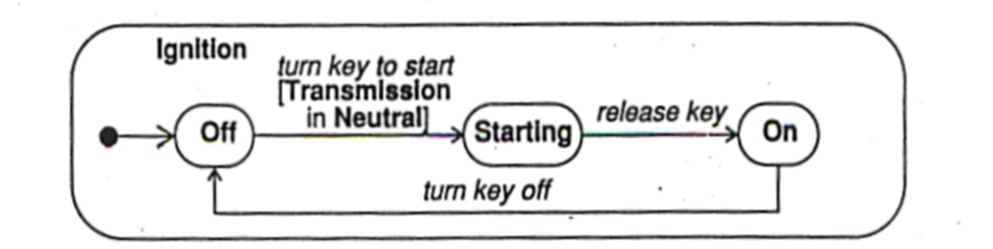 Ignition
turn key to start
[Transmission
in Neutral]
Off
Starting
release key
On
turn key off